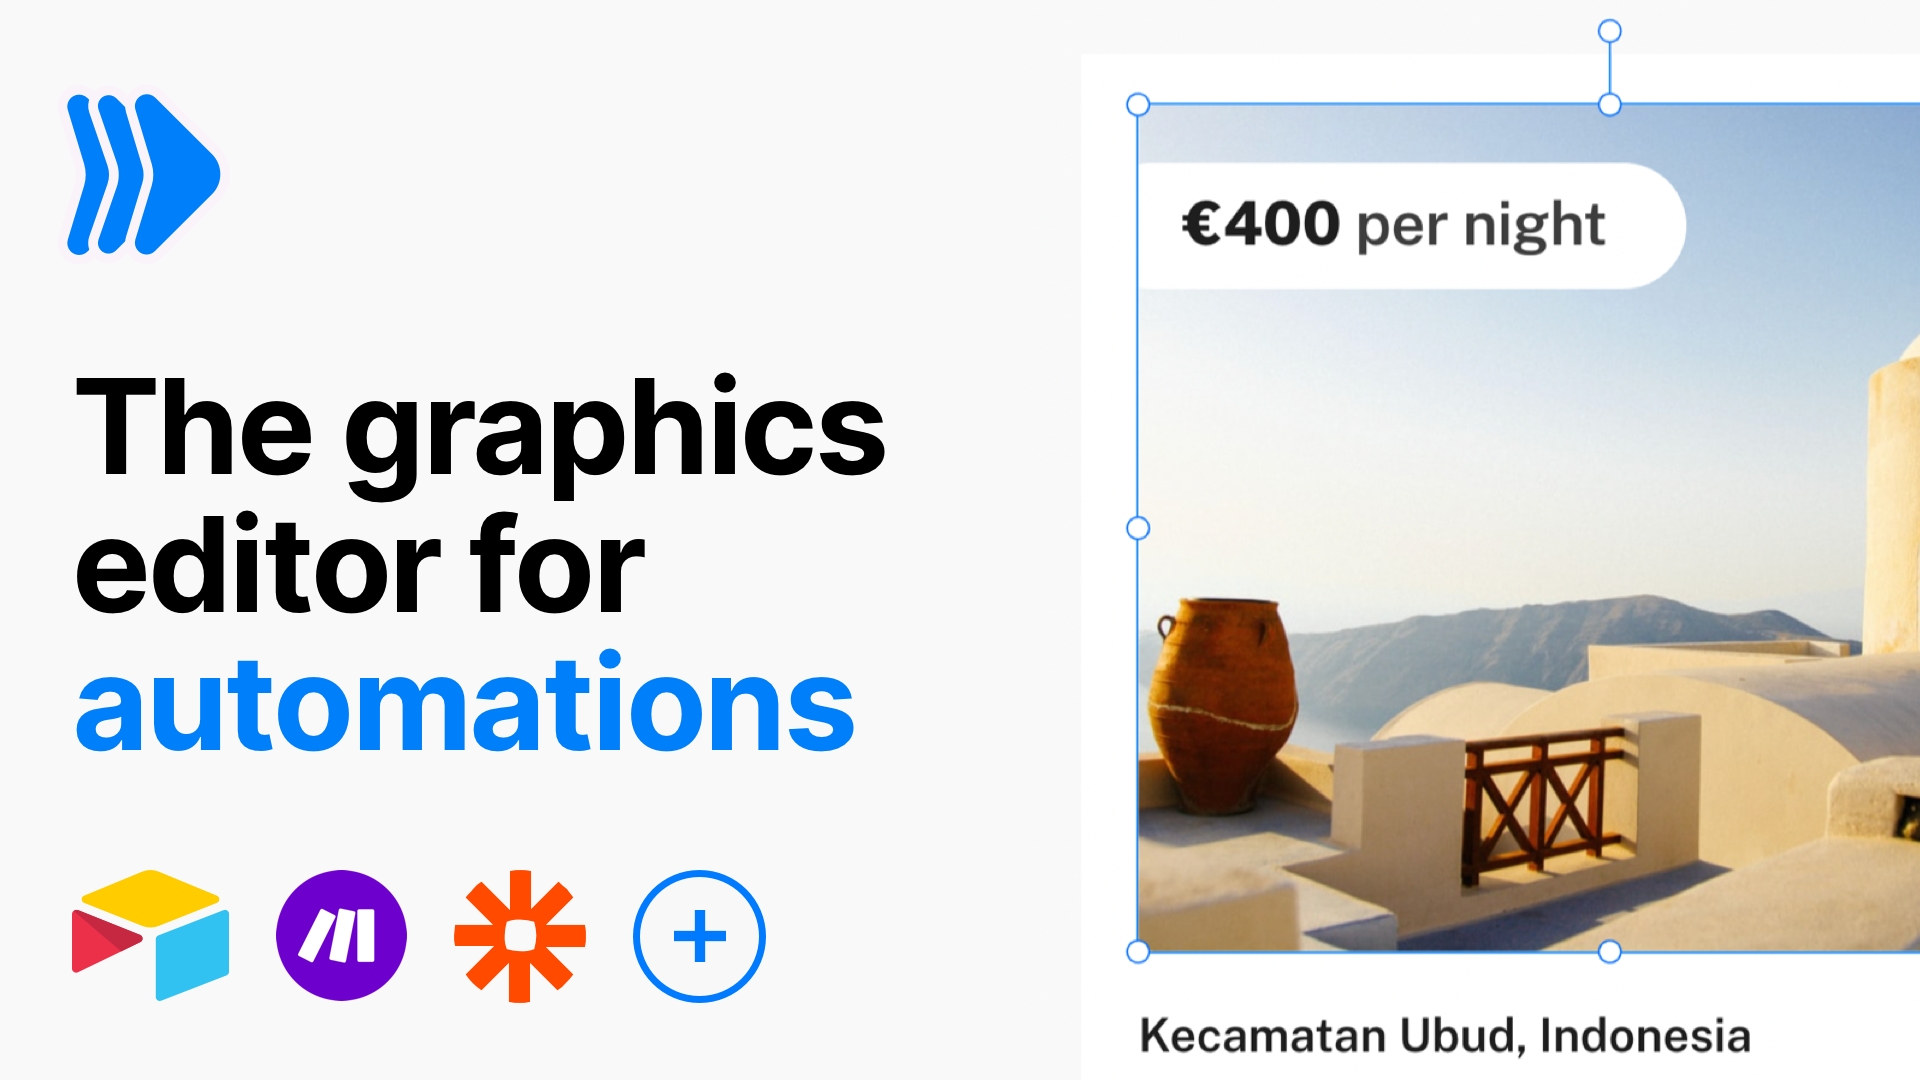 The graphics
editor for
automations
€400 per night
Kecamatan Ubud, Indonesia